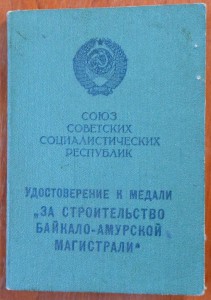 СОЮЗ
СОВЕТСКИХ
СОЦИАЛИСТИЧЕСКИХ
РЕСПУБЛИК
УДОСТОВЕРЕНИЕ К МЕДАЛИ
„ЗА СТРОИТЕЛЬСТВО
БАЙКАЛО-АМУРСКОЙ
МАГИСТРАЛИ“